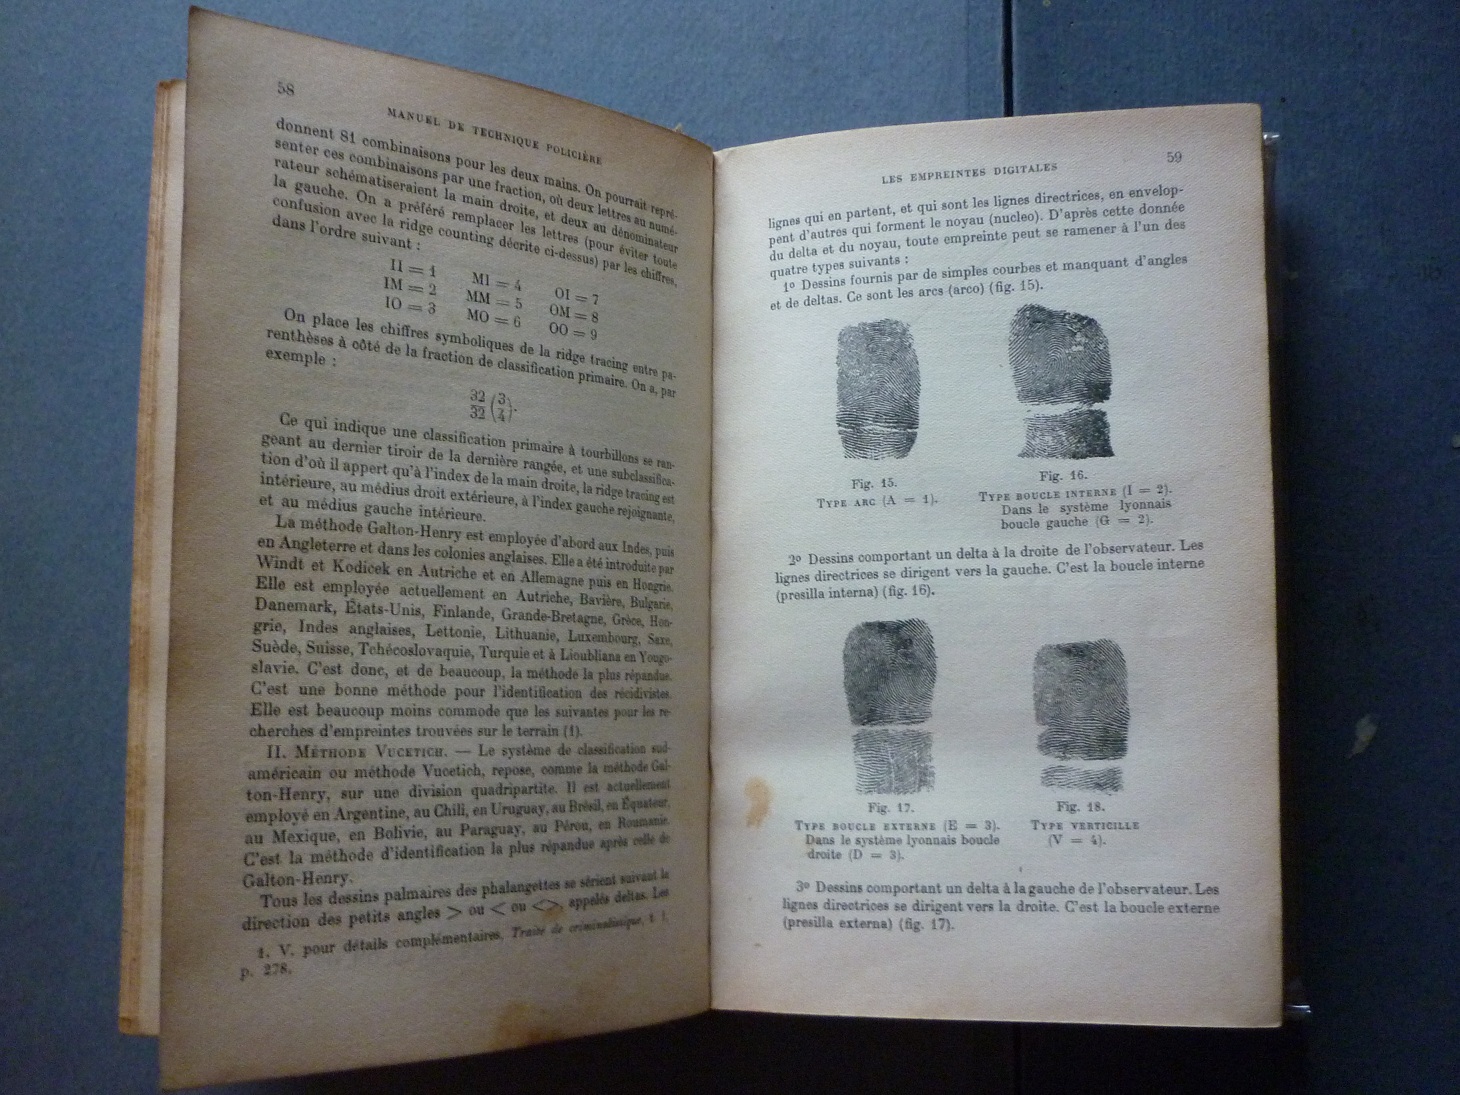 58
MANUEL DE TECHNIQUE POLICIÈRE
donnent 81 combinaisons pour les deux mains. On pourrait repré-
senter ces combinaisons par une fraction, où deux lettres au numé-
rateur schématiseraient la main droite, et deux au dénominateur
la gauche. On a préféré remplacer les lettres (pour éviter toute
confusion avec la ridge counting décrite ci-dessus) par les chiffres,
dans l'ordre suivant :
II = 1 MI = 4 OI = 7
IM = 2 MM = 5 OM = 8
IO = 3 MO = 6 OO = 9
On place les chiffres symboliques de la ridge tracing entre pa-
renthèses à côté de la fraction de classification primaire. On a, par
exemple :
32 (3
32 (4).
Ce qui indique une classification primaire à tourbillons se ran-
geant au dernier tiroir de la dernière rangée, et une subclassifica-
tion d'où il appert qu'à l'index de la main droite, la ridge tracing est
intérieure, au médius droit extérieure, à l'index gauche rejoignante,
et au médius gauche intérieure.
La méthode Galton-Henry est employée d'abord aux Indes, puis
en Angleterre et dans les colonies anglaises. Elle a été introduite par
Windt et Kodicek en Autriche et en Allemagne puis en Hongrie.
Elle est employée actuellement en Autriche, Bavière, Bulgarie,
Danemark, États-Unis, Finlande, Grande-Bretagne, Grèce, Hon-
grie, Indes anglaises, Lettonie, Lithuanie, Luxembourg, Saxe,
Suède, Suisse, Tchécoslovaquie, Turquie et à Lioubliana en Yougo-
slavie. C'est donc, et de beaucoup, la méthode la plus répandue.
C'est une bonne méthode pour l'identification des récidivistes.
Elle est beaucoup moins commode que les suivantes pour les re-
cherches d'empreintes trouvées sur le terrain (1).
II. MÉTHODE VUCETICH. — Le système de classification sud-
américain ou méthode Vucetich, repose, comme la méthode Gal-
ton-Henry, sur une division quadripartite. Il est actuellement
employé en Argentine, au Chili, en Uruguay, au Brésil, en Équateur,
au Mexique, en Bolivie, au Paraguay, au Pérou, en Roumanie.
C'est la méthode d'identification la plus répandue après celle de
Galton-Henry.
Tous les dessins palmaires des phalangettes se sérient suivant la
direction des petits angles > ou < ou <>, appelés deltas. Les
1. V. pour détails complémentaires, Traité de criminalistique, t. I,
p. 278.
59
LES EMPREINTES DIGITALES
lignes qui en partent, et qui sont les lignes directrices, en envelop-
pent d'autres qui forment le noyau (nucleo). D'après cette donnée
du delta et du noyau, toute empreinte peut se ramener à l'un des
quatre types suivants :
1º Dessins fournis par de simples courbes et manquant d'angles
et de deltas. Ce sont les arcs (arco) (fig. 15).
Fig. 15.
TYPE ARC (A = 1).
Fig. 16.
TYPE BOUCLE INTERNE (I = 2).
Dans le système lyonnais
boucle gauche (G = 2).
2º Dessins comportant un delta à la droite de l'observateur. Les
lignes directrices se dirigent vers la gauche. C'est la boucle interne
(presilla interna) (fig. 16).
Fig. 17.
TYPE BOUCLE EXTERNE (E = 3).
Dans le système lyonnais boucle
droite (D = 3).
Fig. 18.
TYPE VERTICILLE
(V = 4).
3º Dessins comportant un delta à la gauche de l'observateur. Les
lignes directrices se dirigent vers la droite. C'est la boucle externe
(presilla externa) (fig. 17).